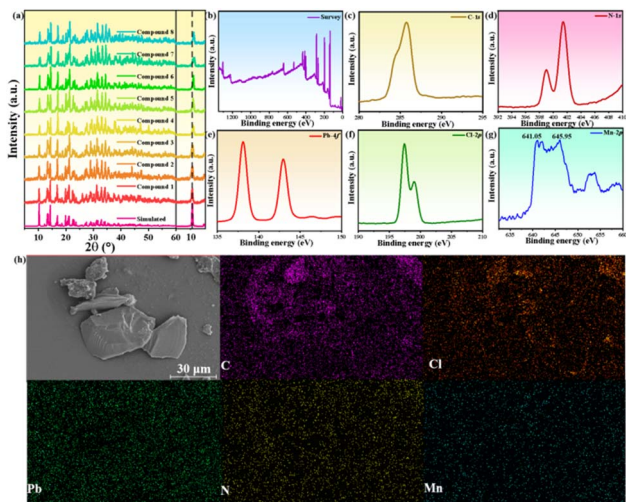 (a)
Compound 8
Compound 7
Compound 6
Compound 5
Compound 4
Compound 3
Compound 2
Compound 1
Simulated
Intensity (a.u.)
10 20 30 40 50 60 10
2θ (°)
(b)
Survey
Intensity (a.u.)
1200 1000 800 600 400 200 0
Binding energy (eV)
(c)
C-1s
Intensity (a.u.)
280 285 290 295
Binding energy (eV)
(d)
N-1s
Intensity (a.u.)
392 394 396 398 400 402 404 406 408 410
Binding energy (eV)
(e)
Pb-4f
Intensity (a.u.)
135 140 145 150
Binding energy (eV)
(f)
Cl-2p
Intensity (a.u.)
190 195 200 205 210
Binding energy (eV)
(g)
Mn-2p
641.05 645.95
Intensity (a.u.)
635 640 645 650 655 660
Binding energy (eV)
(h)
30 μm
C
Cl
Pb
N
Mn